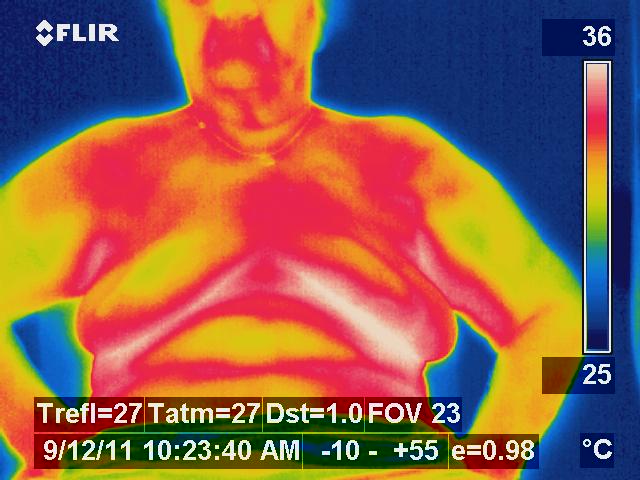 FLIR
36
25
Trefl=27 Tatm=27 Dst=1.0 FOV 23
9/12/11 10:23:40 AM -10 - +55 e=0.98 °C